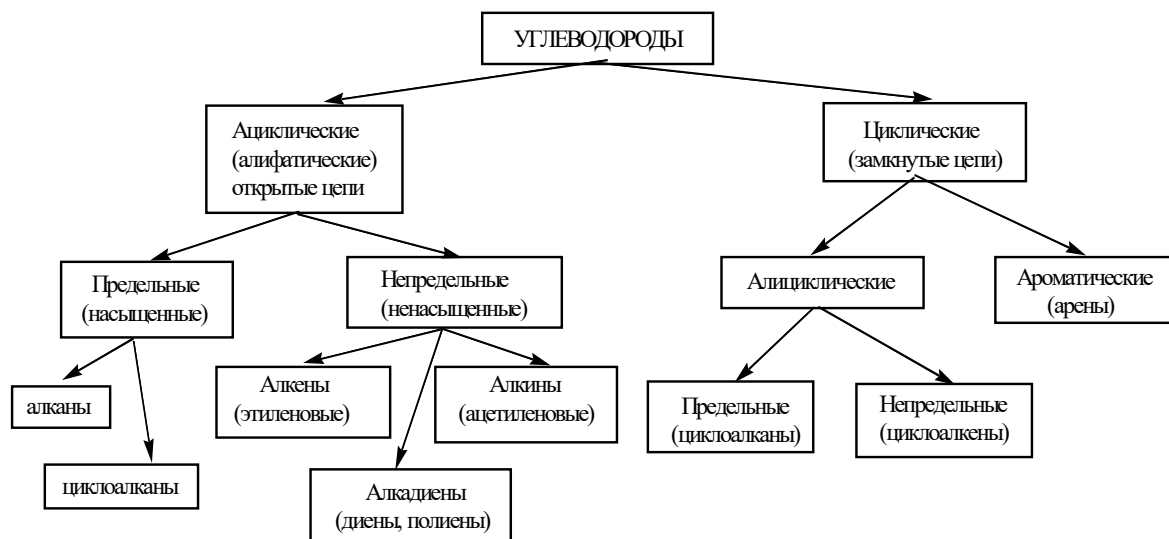 УГЛЕВОДОРОДЫ
Ациклические
(алифатические)
открытые цепи
Циклические
(замкнутые цепи)
Предельные
(насыщенные)
Непредельные
(ненасыщенные)
Алициклические
Ароматические
(арены)
алканы
циклоалканы
Алкены
(этиленовые)
Алкины
(ацетиленовые)
Алкадиены
(диены, полиены)
Предельные
(циклоалканы)
Непредельные
(циклоалкены)